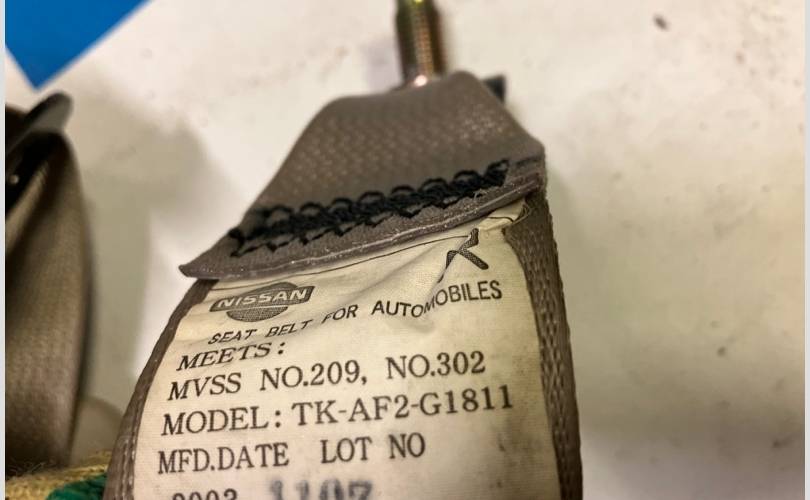 NISSAN
SEAT BELT FOR AUTOMOBILES
MEETS:
MVSS NO.209, NO.302
MODEL: TK-AF2-G1811
MFD.DATE LOT NO